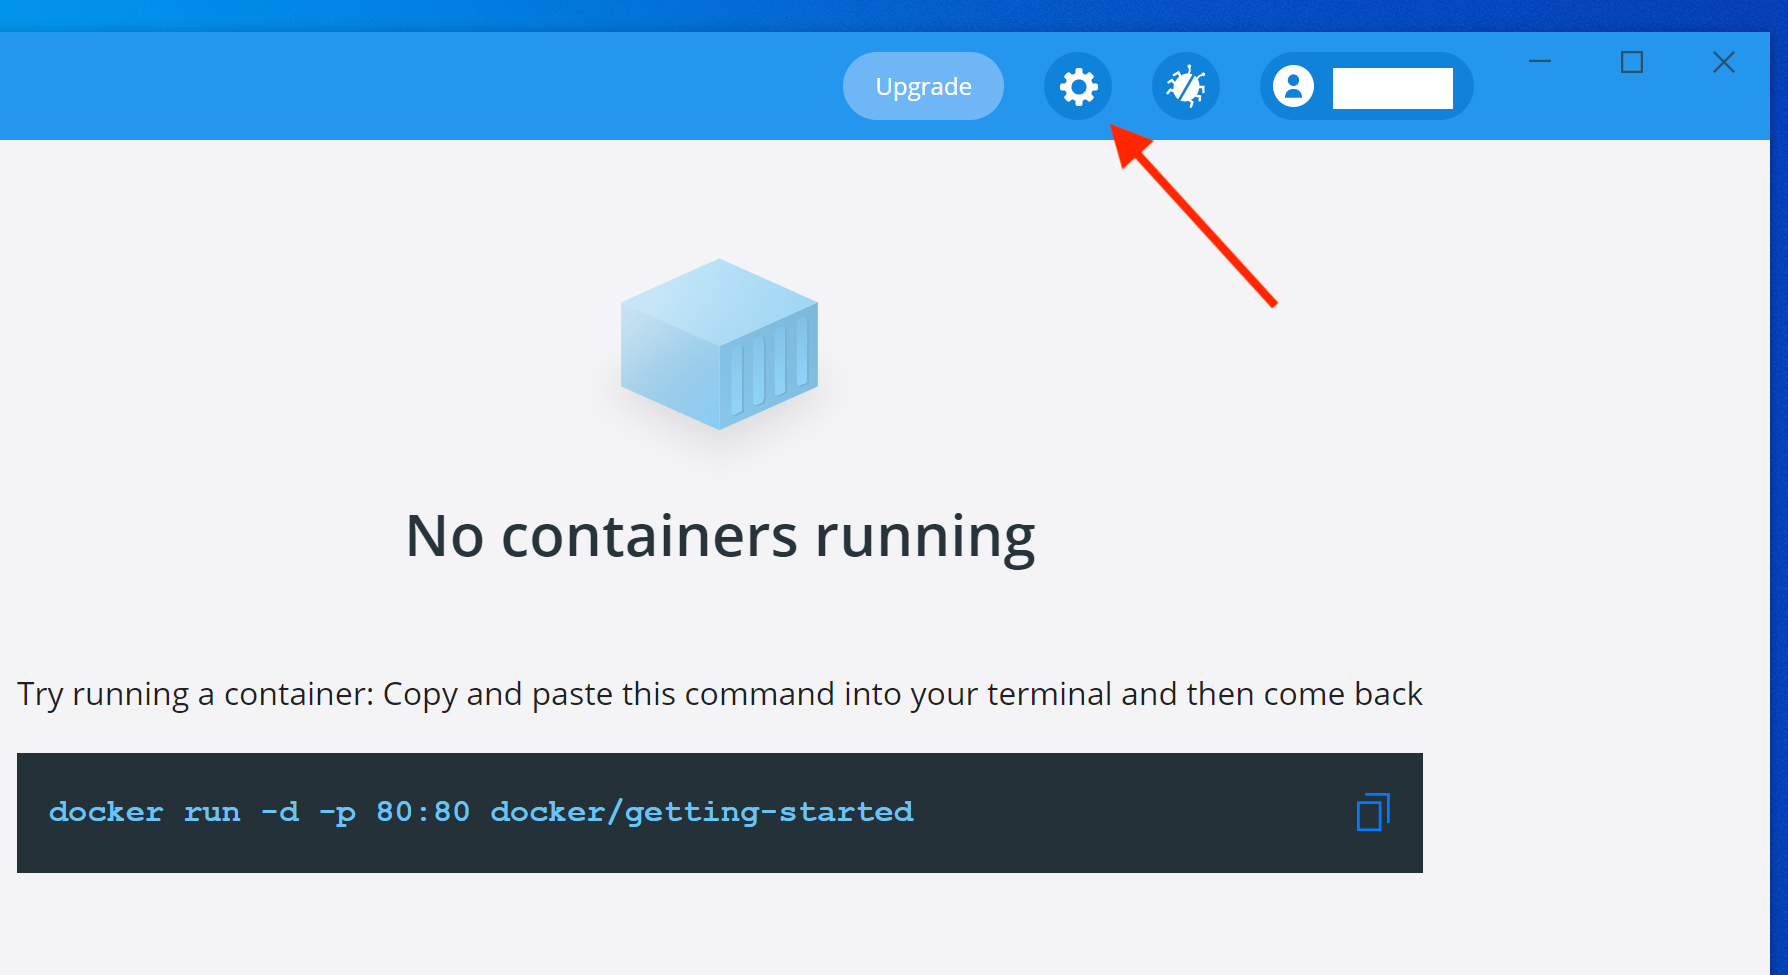 Upgrade
No containers running
Try running a container: Copy and paste this command into your terminal and then come back
docker run -d -p 80:80 docker/getting-started